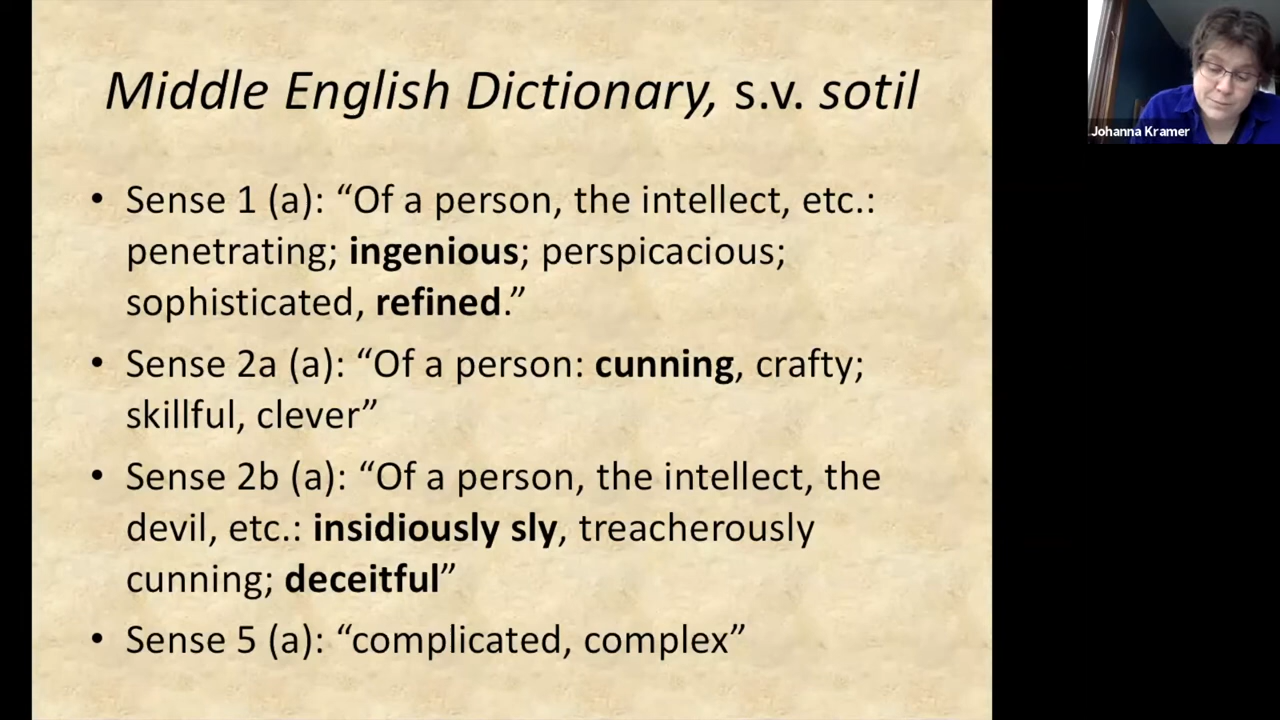 Middle English Dictionary, s.v. sotil
• Sense 1 (a): “Of a person, the intellect, etc.:
penetrating; ingenious; perspicacious;
sophisticated, refined.”
• Sense 2a (a): “Of a person: cunning, crafty;
skillful, clever”
• Sense 2b (a): “Of a person, the intellect, the
devil, etc.: insidiously sly, treacherously
cunning; deceitful”
• Sense 5 (a): “complicated, complex”
Johanna Kramer